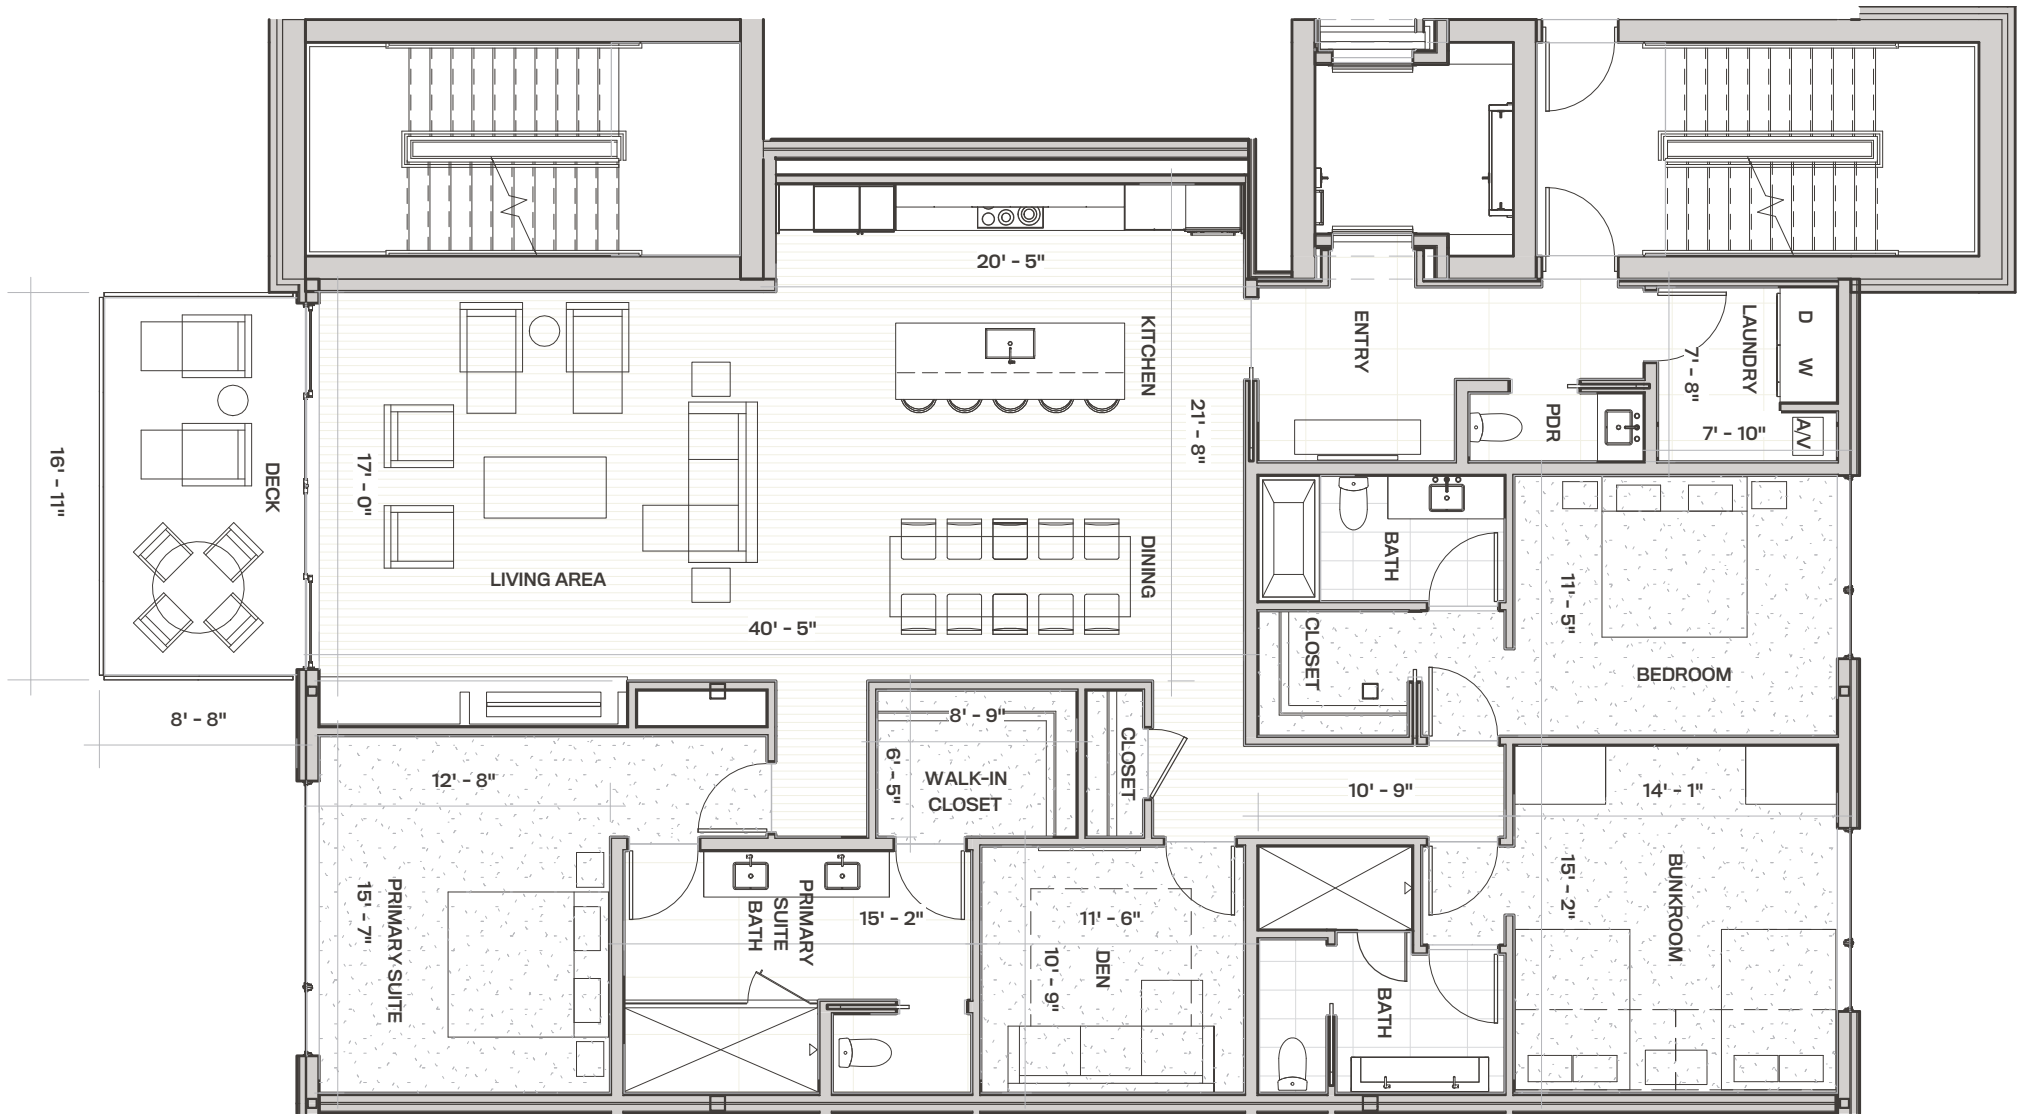 20' - 5"
KITCHEN
21' - 8"
ENTRY
LAUNDRY
D W
7' - 8"
7' - 10"
A/V
PDR
16' - 11"
DECK
17' - 0"
LIVING AREA
DINING
40' - 5"
BATH
CLOSET
11' - 5"
BEDROOM
8' - 8"
12' - 8"
8' - 9"
6' - 5"
WALK-IN
CLOSET
CLOSET
10' - 9"
14' - 1"
PRIMARY SUITE
15' - 7"
PRIMARY
SUITE
BATH
15' - 2"
11' - 6"
DEN
10' - 9"
BATH
15' - 2"
BUNKROOM